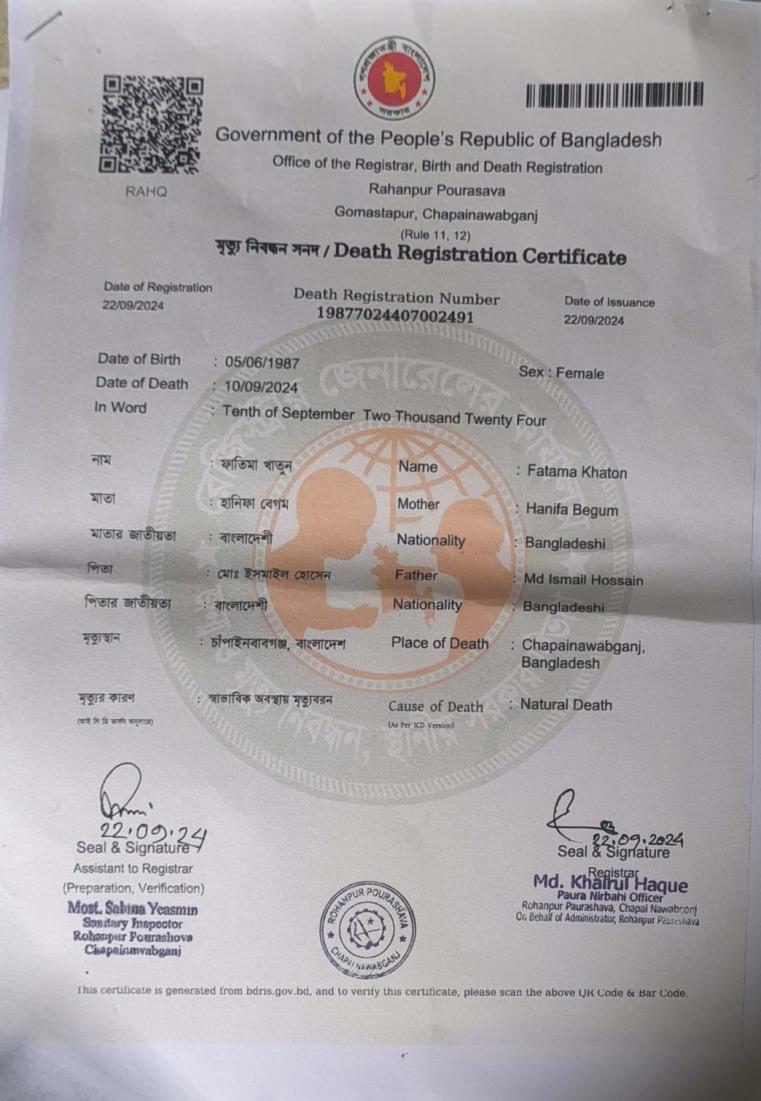 গণপ্রজাতন্ত্রী বাংলাদেশ
সরকার
RAHQ
Government of the People's Republic of Bangladesh
Office of the Registrar, Birth and Death Registration
Rahanpur Pourasava
Gomastapur, Chapainawabganj
(Rule 11, 12)
মৃত্যু নিবন্ধন সনদ / Death Registration Certificate
Date of Registration
22/09/2024
Death Registration Number
19877024407002491
Date of Issuance
22/09/2024
Date of Birth : 05/06/1987
Sex : Female
Date of Death : 10/09/2024
In Word : Tenth of September Two Thousand Twenty Four
নাম : ফাতিমা খাতুন Name : Fatama Khaton
মাতা : হানিফা বেগম Mother : Hanifa Begum
মাতার জাতীয়তা : বাংলাদেশী Nationality : Bangladeshi
পিতা : মোঃ ইসমাইল হোসেন Father : Md Ismail Hossain
পিতার জাতীয়তা : বাংলাদেশী Nationality : Bangladeshi
মৃত্যুস্থান : চাঁপাইনবাবগঞ্জ, বাংলাদেশ Place of Death : Chapainawabganj,
Bangladesh
মৃত্যুর কারণ : স্বাভাবিক অবস্থায় মৃত্যুবরন Cause of Death : Natural Death
(As Per ICD Version)
22.09.24
Seal & Signature
Assistant to Registrar
(Preparation, Verification)
Most. Sabina Yeasmin
Sanitary Inspector
Rohanpur Pourashova
Chapainwabganj
ROHANPUR POURASHAVA
CHAPAI NAWABGANJ
22.09.2024
Seal & Signature
Registrar
Md. Khairul Haque
Paura Nirbahi Officer
Rohanpur Paurashava, Chapai Nawabgonj
On Behalf of Administrator, Rohanpur Paurashava
This certificate is generated from bdris.gov.bd, and to verify this certificate, please scan the above QR Code & Bar Code.